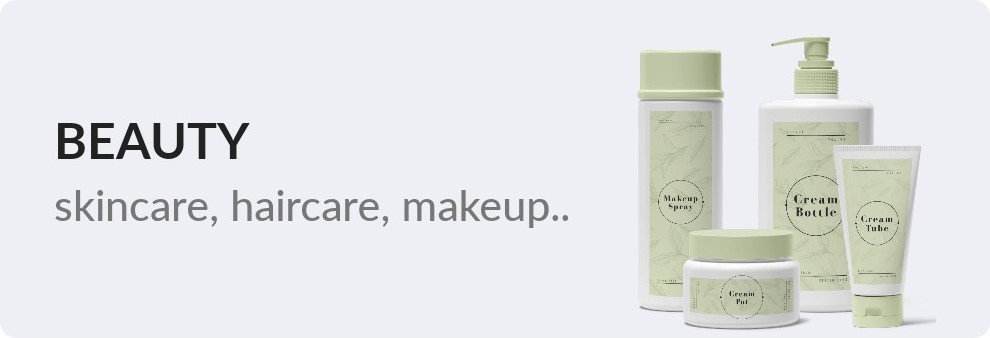 BEAUTY
skincare, haircare, makeup..
Makeup
Spray
Cream
Bottle
Cream
Tube
Cream
Pot